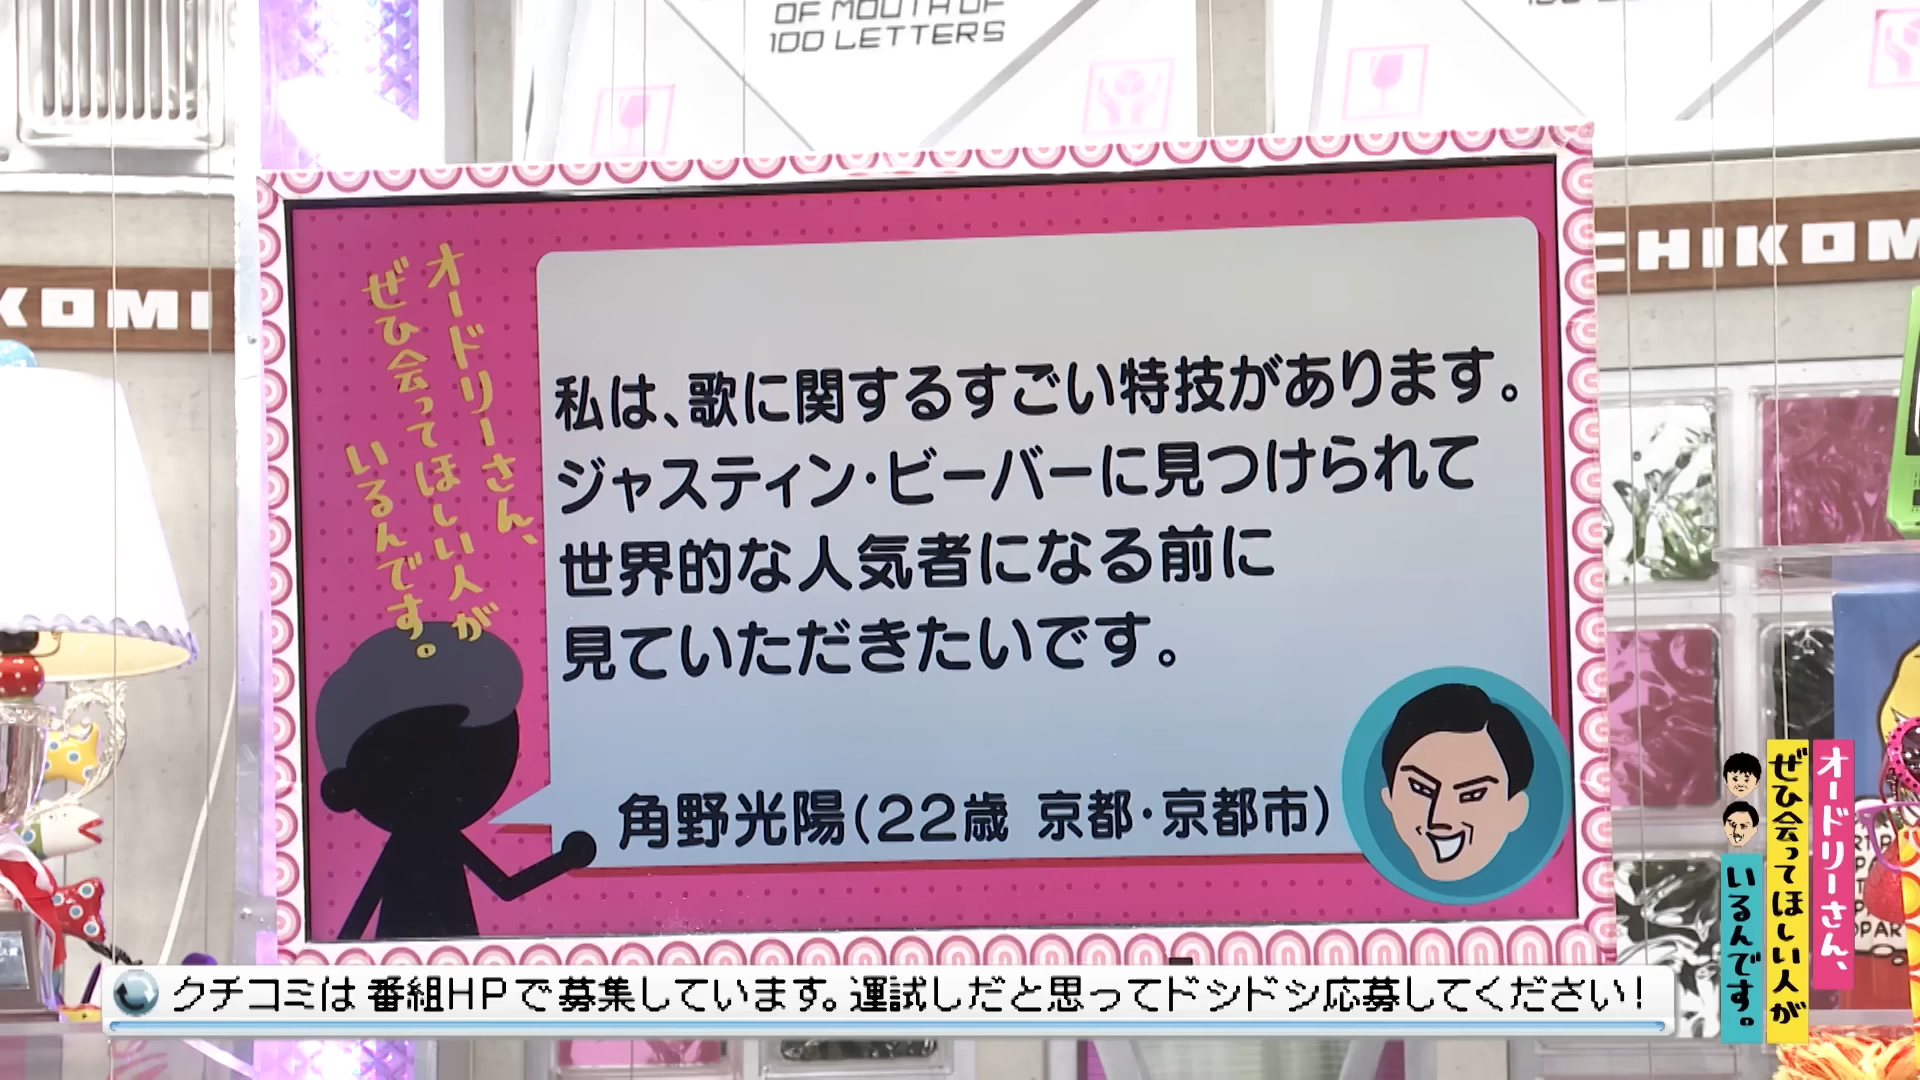 OF MOUTH OF
100 LETTERS
KOMI
CHIKOM
オードリーさん、
ぜひ会ってほしい人が
いるんです。
私は、歌に関するすごい特技があります。
ジャスティン・ビーバーに見つけられて
世界的な人気者になる前に
見ていただきたいです。
角野光陽(22歳 京都・京都市)
オードリーさん、
ぜひ会ってほしい人が
いるんです。
クチコミは番組HPで募集しています。運試しだと思ってドシドシ応募してください!